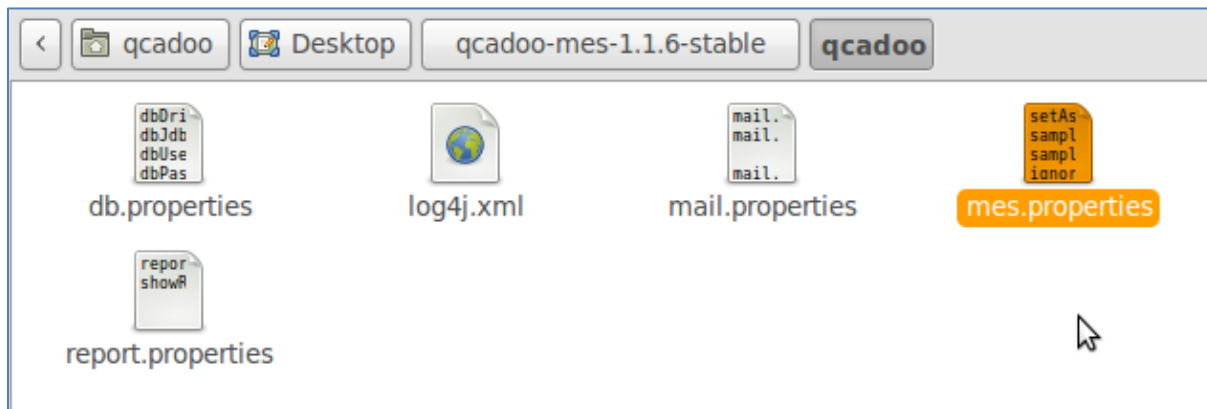 qcadoo Desktop qcadoo-mes-1.1.6-stable qcadoo
dbDri
dbJdb
dbUse
dbPas
db.properties
log4j.xml
mail.
mail.
mail.
mail.properties
setAs
sampl
sampl
ignor
mes.properties
repor
showR
report.properties